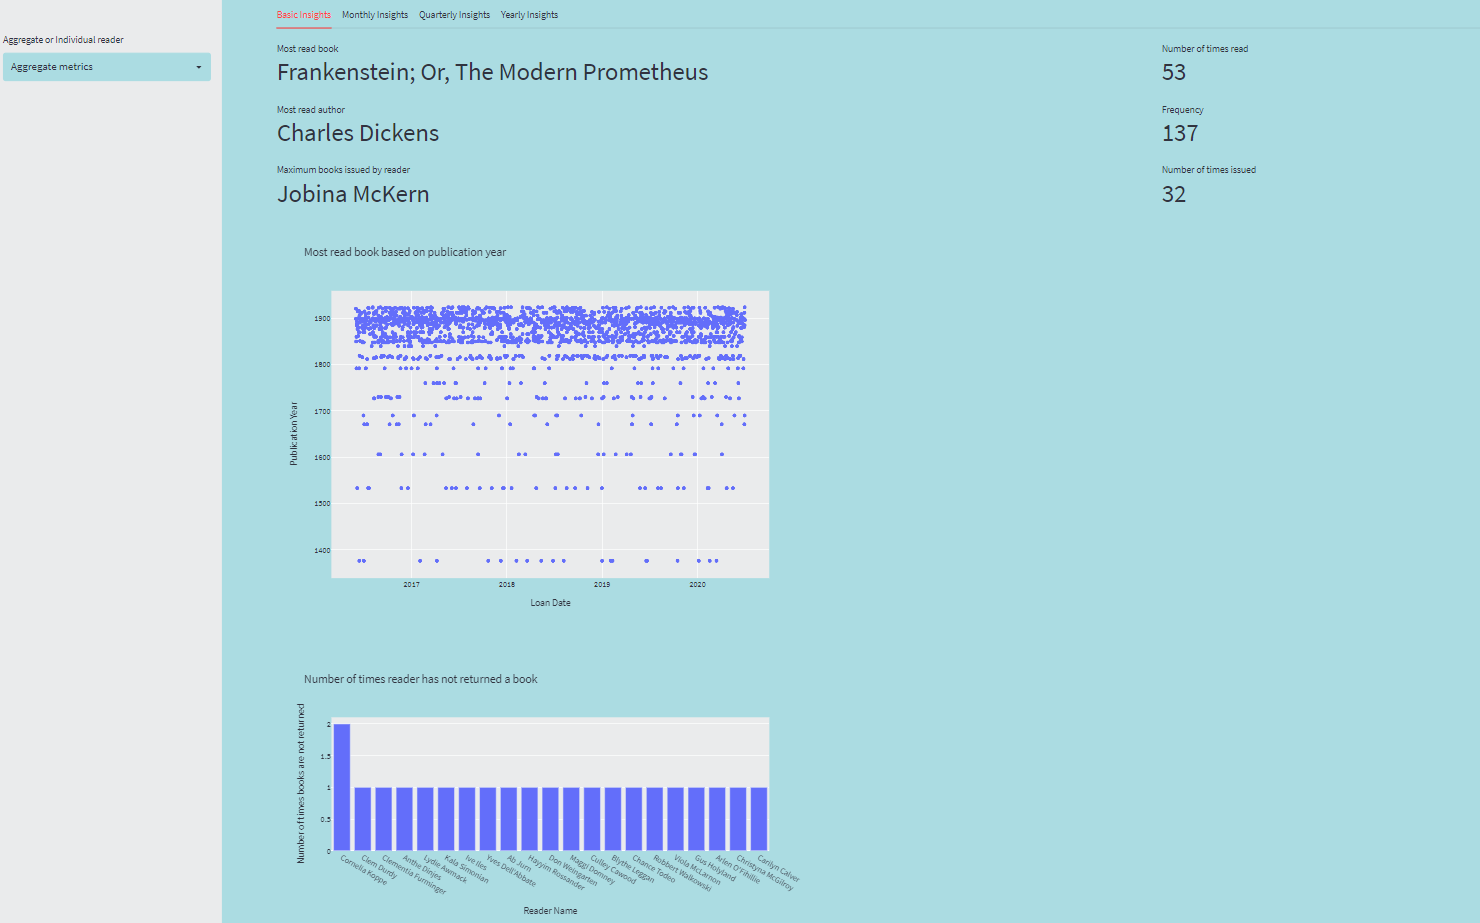 Basic Insights Monthly Insights Quarterly Insights Yearly Insights
Aggregate or Individual reader
Aggregate metrics
Most read book
Number of times read
Frankenstein; Or, The Modern Prometheus
53
Most read author
Frequency
Charles Dickens
137
Maximum books issued by reader
Number of times issued
Jobina McKern
32
Most read book based on publication year
Publication Year
1900
1800
1700
1600
1500
1400
2017 2018 2019 2020
Loan Date
Number of times reader has not returned a book
Number of times books are not returned
2
1.5
1
0.5
0
Cornelia Koppe
Clem Durdy
Clementia Furminger
Anthe Dinjes
Lydie Awmack
Kala Simonian
Ive Iles
Yves Dell'Abbate
Ab Jurn
Hayyim Rossander
Don Weingarten
Maggi Domney
Culley Cawood
Blythe Leggan
Chance Todeo
Robbert Walkowski
Viola McLarnon
Gus Holyland
Arlen O'Fihillie
Christyna McGilroy
Carilyn Calver
Reader Name